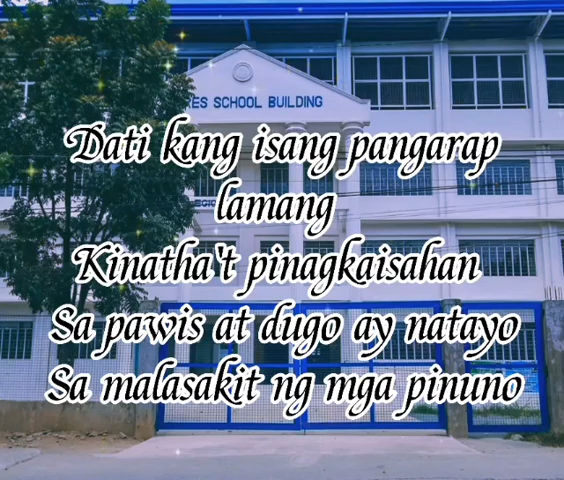 RES SCHOOL BUILDING
Dati kang isang pangarap
lamang
Kinatha't pinagkaisahan
Sa pawis at dugo ay natayo
Sa malasakit ng mga pinuno